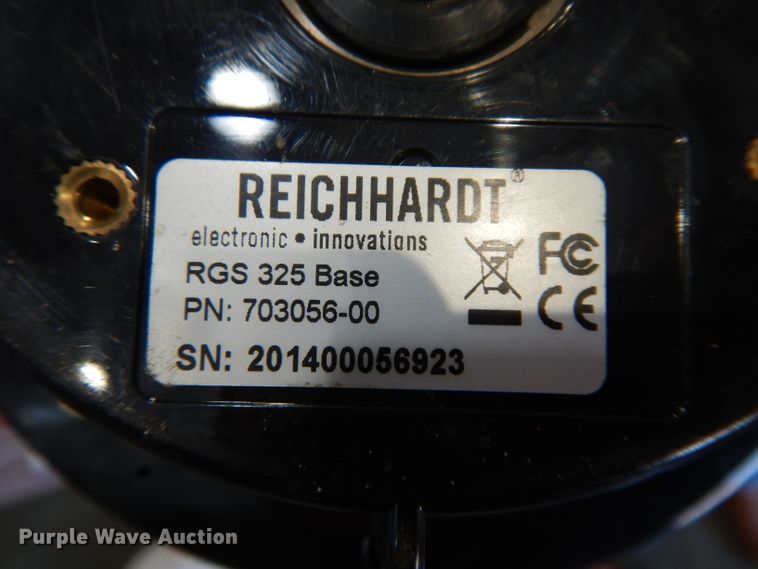 REICHHARDT®
electronic • innovations
RGS 325 Base
PN: 703056-00
SN: 201400056923
FC
CE
Purple Wave Auction®